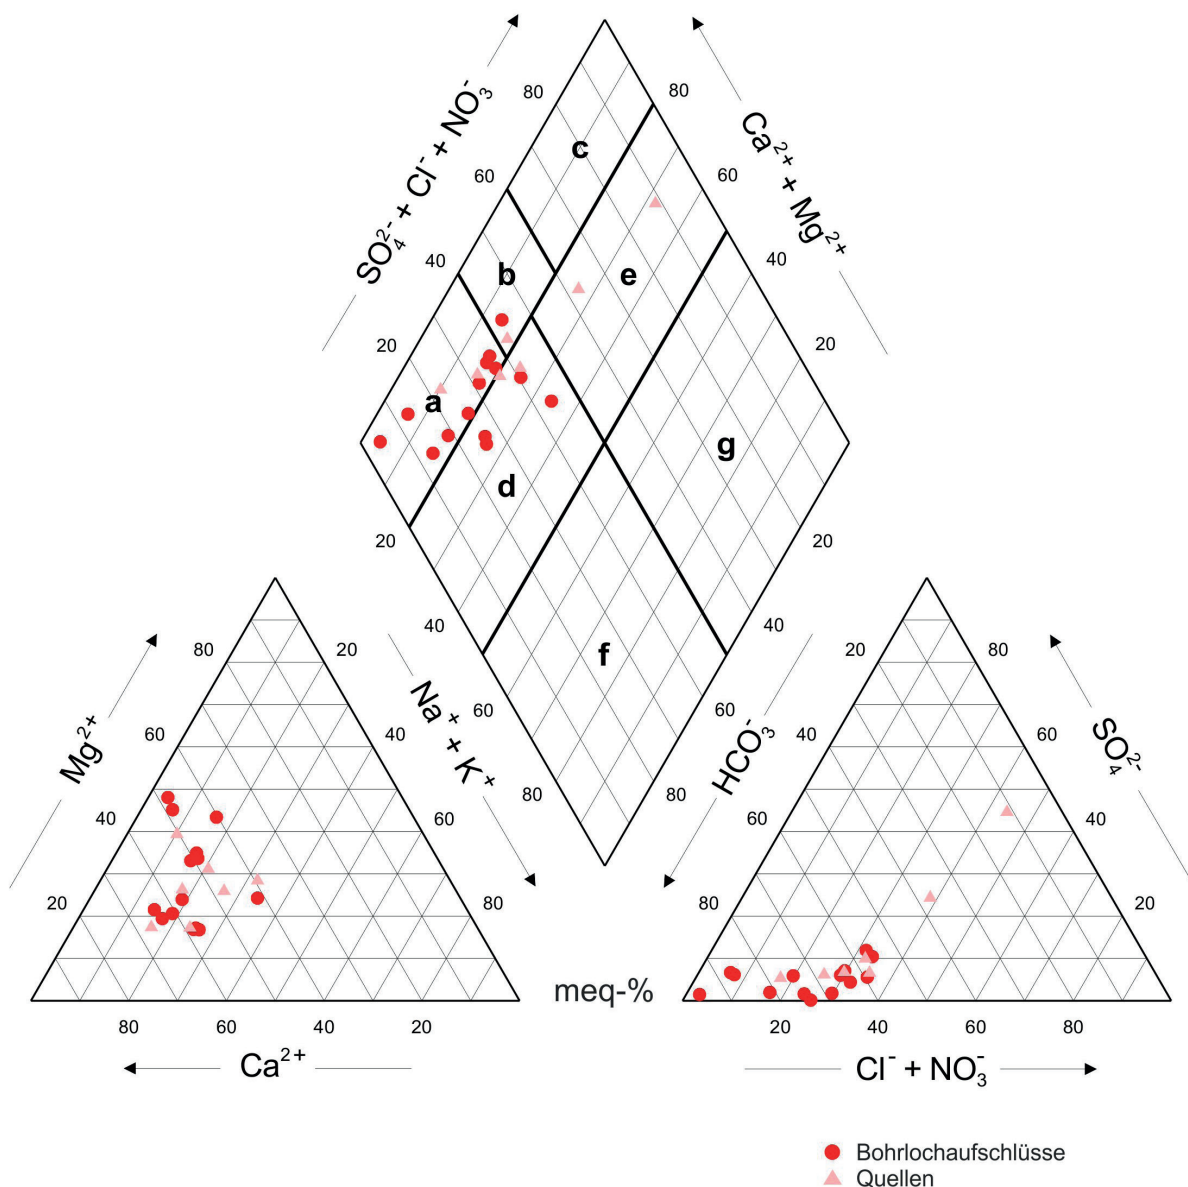 80
80
SO₄²⁻ + Cl⁻ + NO₃⁻
Ca²⁺ + Mg²⁺
c
60
60
40
b
e
40
20
20
a
g
d
20
20
40
40
f
Mg²⁺
80
20
Na⁺ + K⁺
60
60
HCO₃⁻
20
80
SO₄²⁻
60
40
40
60
80
80
40
60
60
40
20
80
80
20
meq-%
80
60
40
20
20
40
60
80
Ca²⁺
Cl⁻ + NO₃⁻
Bohrlochaufschlüsse
Quellen